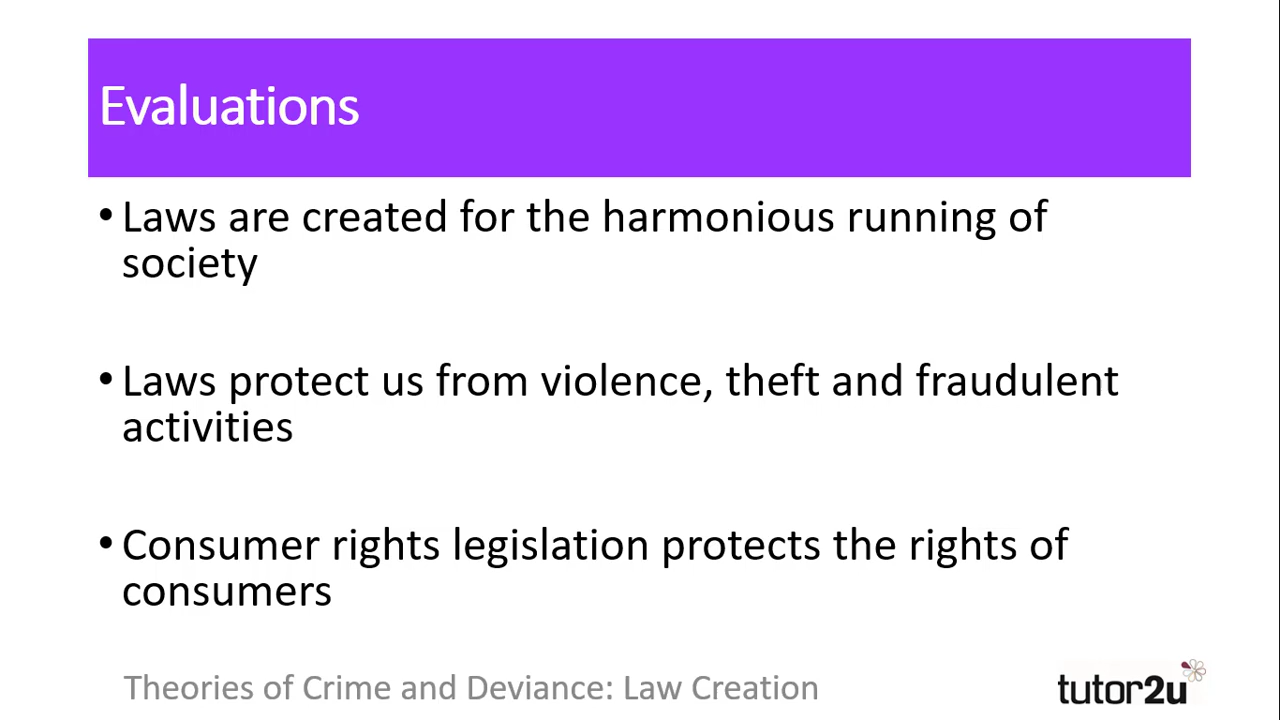 Evaluations
• Laws are created for the harmonious running of
society
• Laws protect us from violence, theft and fraudulent
activities
• Consumer rights legislation protects the rights of
consumers
Theories of Crime and Deviance: Law Creation
tutor2u